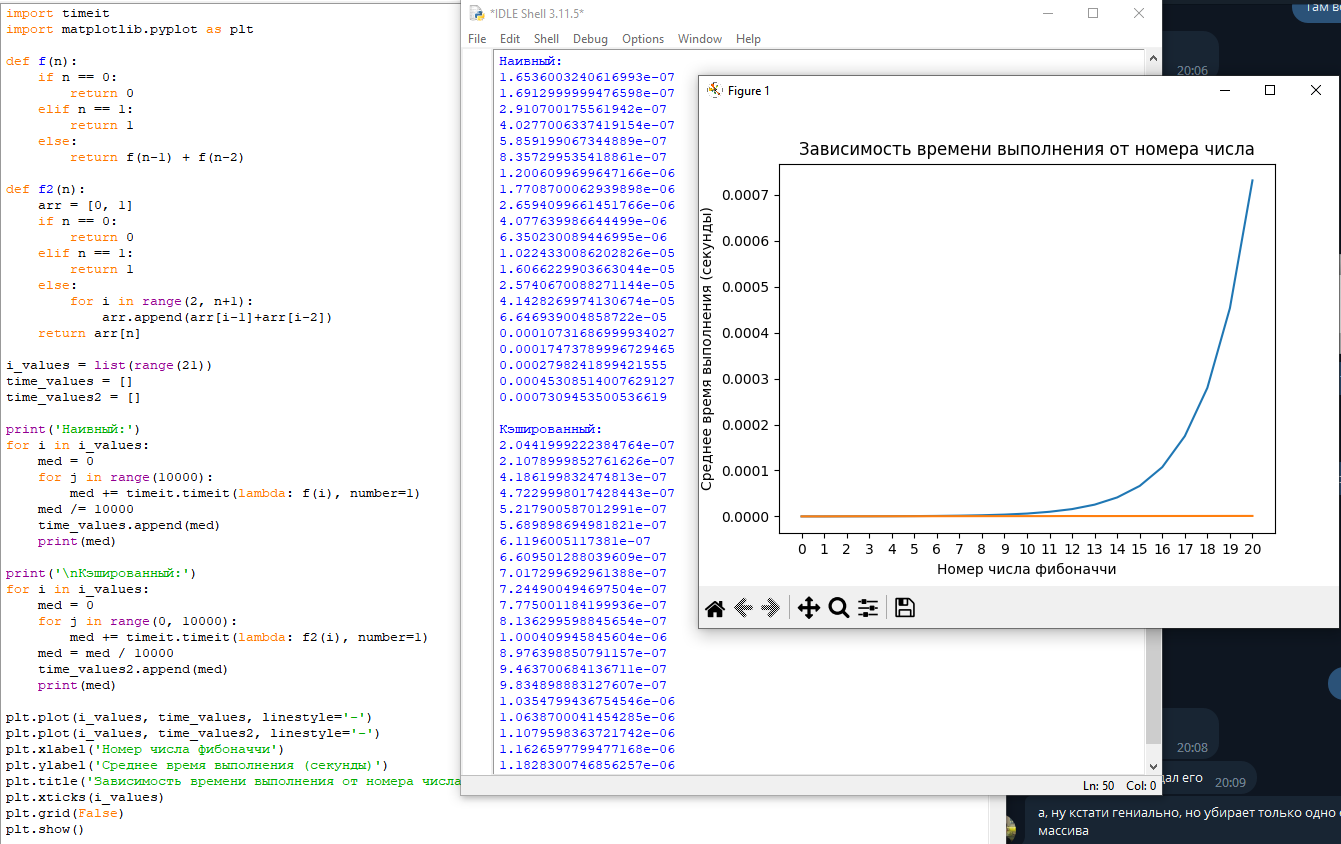 import timeit
import matplotlib.pyplot as plt
def f(n):
if n == 0:
return 0
elif n == 1:
return 1
else:
return f(n-1) + f(n-2)
def f2(n):
arr = [0, 1]
if n == 0:
return 0
elif n == 1:
return 1
else:
for i in range(2, n+1):
arr.append(arr[i-1]+arr[i-2])
return arr[n]
i_values = list(range(21))
time_values = []
time_values2 = []
print('Наивный:')
for i in i_values:
med = 0
for j in range(10000):
med += timeit.timeit(lambda: f(i), number=1)
med /= 10000
time_values.append(med)
print(med)
print('\nКэшированный:')
for i in i_values:
med = 0
for j in range(0, 10000):
med += timeit.timeit(lambda: f2(i), number=1)
med = med / 10000
time_values2.append(med)
print(med)
plt.plot(i_values, time_values, linestyle='-')
plt.plot(i_values, time_values2, linestyle='-')
plt.xlabel('Номер числа фибоначчи')
plt.ylabel('Среднее время выполнения (секунды)')
plt.title('Зависимость времени выполнения от номера числа
plt.xticks(i_values)
plt.grid(False)
plt.show()
*IDLE Shell 3.11.5*
File Edit Shell Debug Options Window Help
Наивный:
1.6536003240616993e-07
1.6912999999476598e-07
2.910700175561942e-07
4.0277006337419154e-07
5.859199067344889e-07
8.357299535418861e-07
1.2006099699647166e-06
1.7708700062939898e-06
2.6594099661451766e-06
4.077639986644499e-06
6.350230089446995e-06
1.0224330086202826e-05
1.6066229903663044e-05
2.5740670088271144e-05
4.1428269974130674e-05
6.646939004858722e-05
0.00010731686999934027
0.00017473789996729465
0.0002798241899421555
0.00045308514007629127
0.0007309453500536619
Кэшированный:
2.0441999222384764e-07
2.1078999852761626e-07
4.186199832474813e-07
4.7229998017428443e-07
5.217900587012991e-07
5.689898694981821e-07
6.1196005117381e-07
6.609501288039609e-07
7.017299692961388e-07
7.244900494697504e-07
7.775001184199936e-07
8.136299598845654e-07
1.000409945845604e-06
8.976398850791157e-07
9.463700684136711e-07
9.834898883127607e-07
1.0354799436754546e-06
1.0638700041454285e-06
1.1079598363721742e-06
1.1626597799477168e-06
1.1828300746856257e-06
Ln: 50 Col: 0
Figure 1
Зависимость времени выполнения от номера числа
Среднее время выполнения (секунды)
0.0007
0.0006
0.0005
0.0004
0.0003
0.0002
0.0001
0.0000
0 1 2 3 4 5 6 7 8 9 10 11 12 13 14 15 16 17 18 19 20
Номер числа фибоначчи
20:06
20:08
его
20:09
а, ну кстати гениально, но убирает только одно
массива